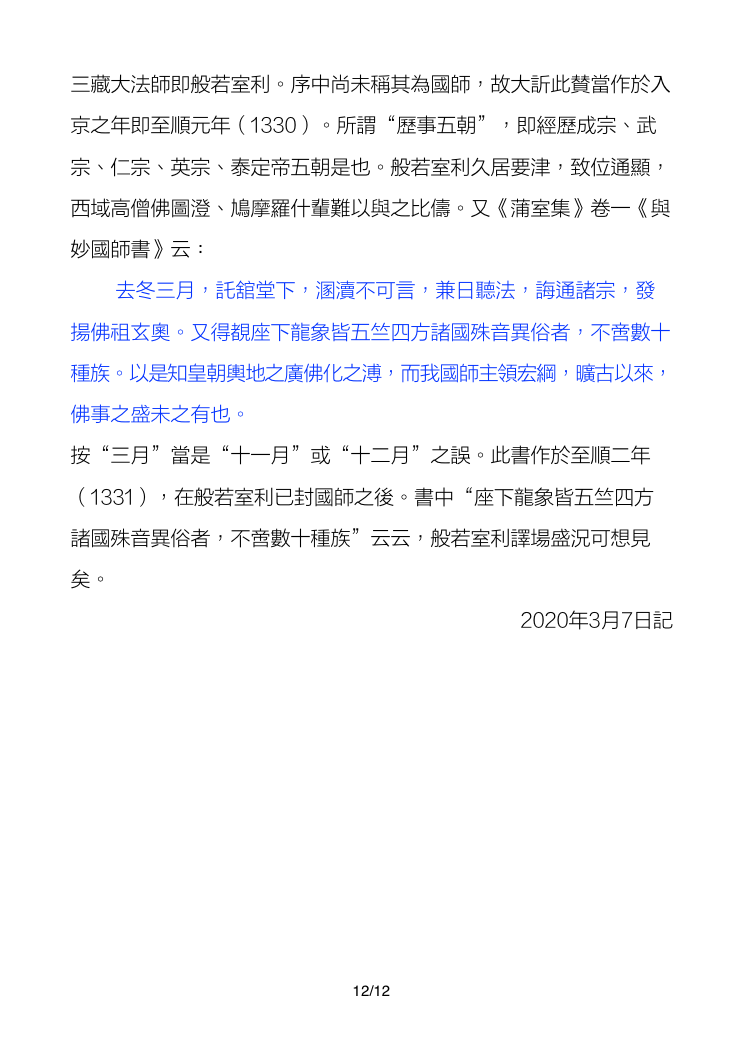 三藏大法師即般若室利。序中尚未稱其為國師，故大訢此賛當作於入
京之年即至順元年（1330）。所謂“歷事五朝”，即經歷成宗、武
宗、仁宗、英宗、泰定帝五朝是也。般若室利久居要津，致位通顯，
西域高僧佛圖澄、鳩摩羅什輩難以與之比儔。又《蒲室集》卷一《與
妙國師書》云：
去冬三月，託舘堂下，溷瀆不可言，兼日聽法，誨通諸宗，發
揚佛祖玄奧。又得覩座下龍象皆五竺四方諸國殊音異俗者，不啻數十
種族。以是知皇朝輿地之廣佛化之溥，而我國師主領宏綱，曠古以來，
佛事之盛未之有也。
按“三月”當是“十一月”或“十二月”之誤。此書作於至順二年
（1331），在般若室利已封國師之後。書中“座下龍象皆五竺四方
諸國殊音異俗者，不啻數十種族”云云，般若室利譯場盛況可想見
矣。
2020年3月7日記
12/12